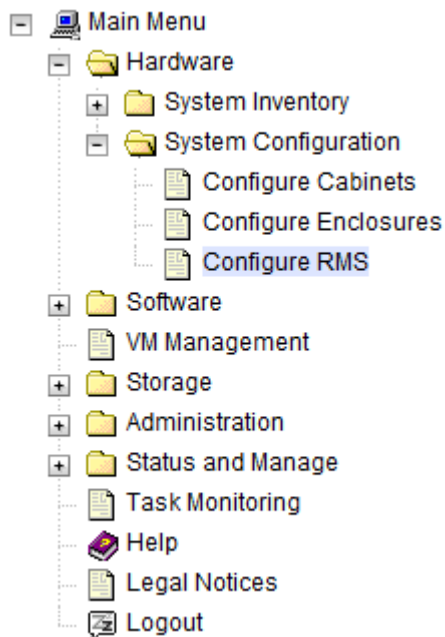 Main Menu
Hardware
System Inventory
System Configuration
Configure Cabinets
Configure Enclosures
Configure RMS
Software
VM Management
Storage
Administration
Status and Manage
Task Monitoring
Help
Legal Notices
Logout